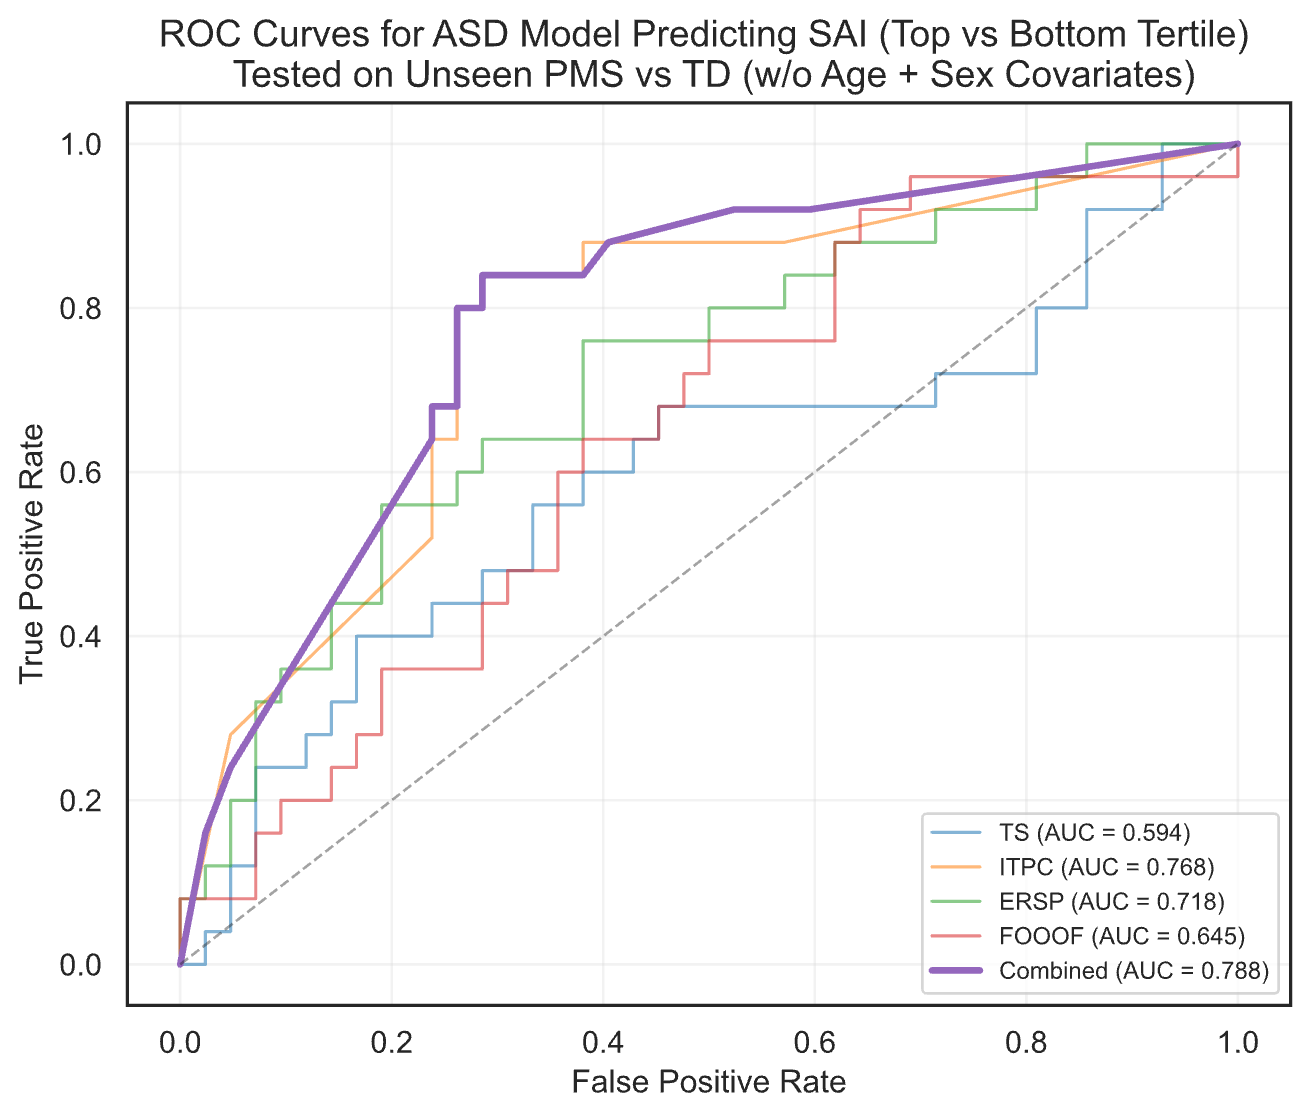 ROC Curves for ASD Model Predicting SAI (Top vs Bottom Tertile)
Tested on Unseen PMS vs TD (w/o Age + Sex Covariates)
True Positive Rate
1.0
0.8
0.6
0.4
0.2
0.0
TS (AUC = 0.594)
ITPC (AUC = 0.768)
ERSP (AUC = 0.718)
FOOOF (AUC = 0.645)
Combined (AUC = 0.788)
0.0 0.2 0.4 0.6 0.8 1.0
False Positive Rate